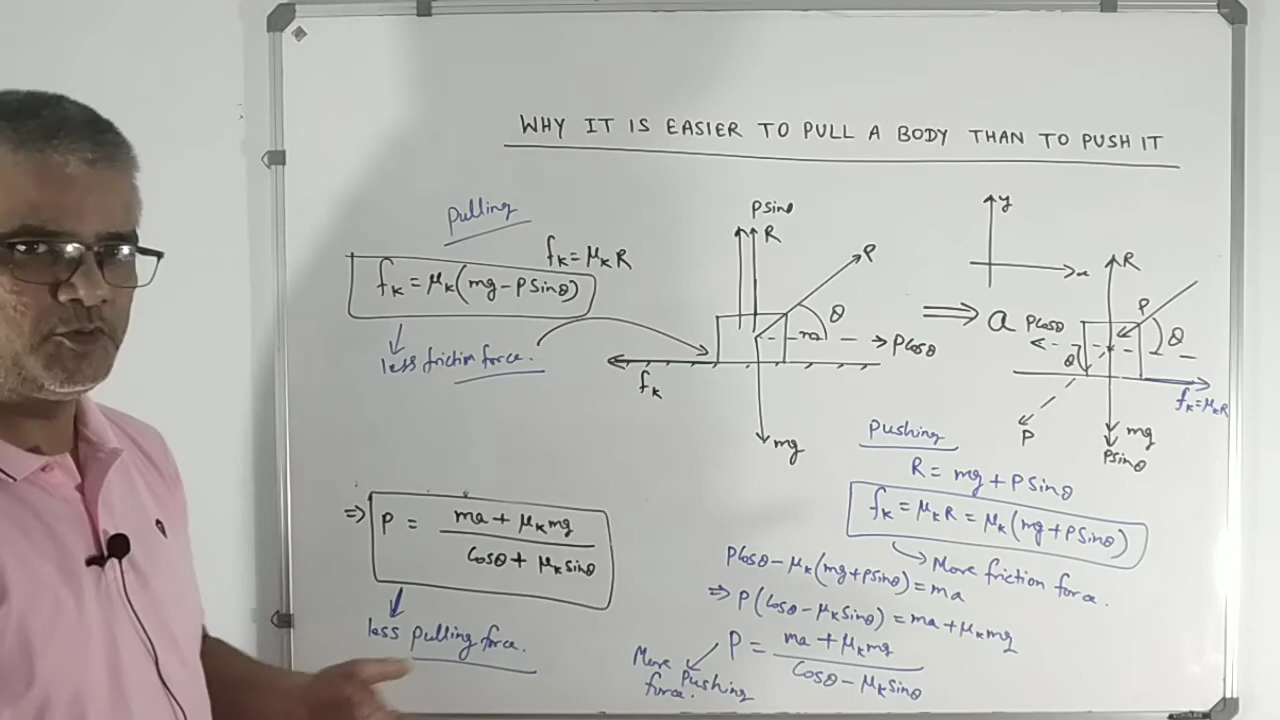 WHY IT IS EASIER TO PULL A BODY THAN TO PUSH IT
Pulling
fₖ = μₖR
fₖ = μₖ(mg-PSinθ)
less friction force.
PSinθ
R
P
θ
m
PCosθ
fₖ
mg
y
x
a
R
P
PCosθ
θ
θ
fₖ=μₖR
P
mg
PSinθ
Pushing
R = mg + PSinθ
fₖ = μₖR = μₖ(mg+PSinθ)
More friction force.
PCosθ-μₖ(mg+PSinθ)=ma
⇒ P(Cosθ-μₖSinθ)=ma+μₖmg
P = ma + μₖmg
Cosθ - μₖSinθ
More Pushing
force.
⇒ P = ma + μₖmg
Cosθ + μₖSinθ
less pulling force.